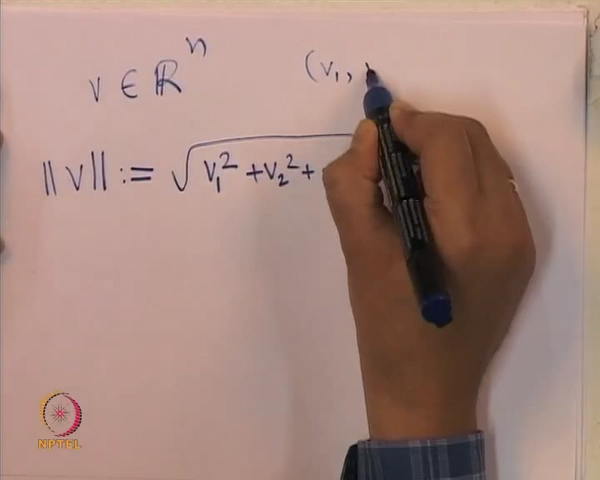 v ∈ ℝⁿ (v₁,
||v|| := √v₁² + v₂² +
NPTEL